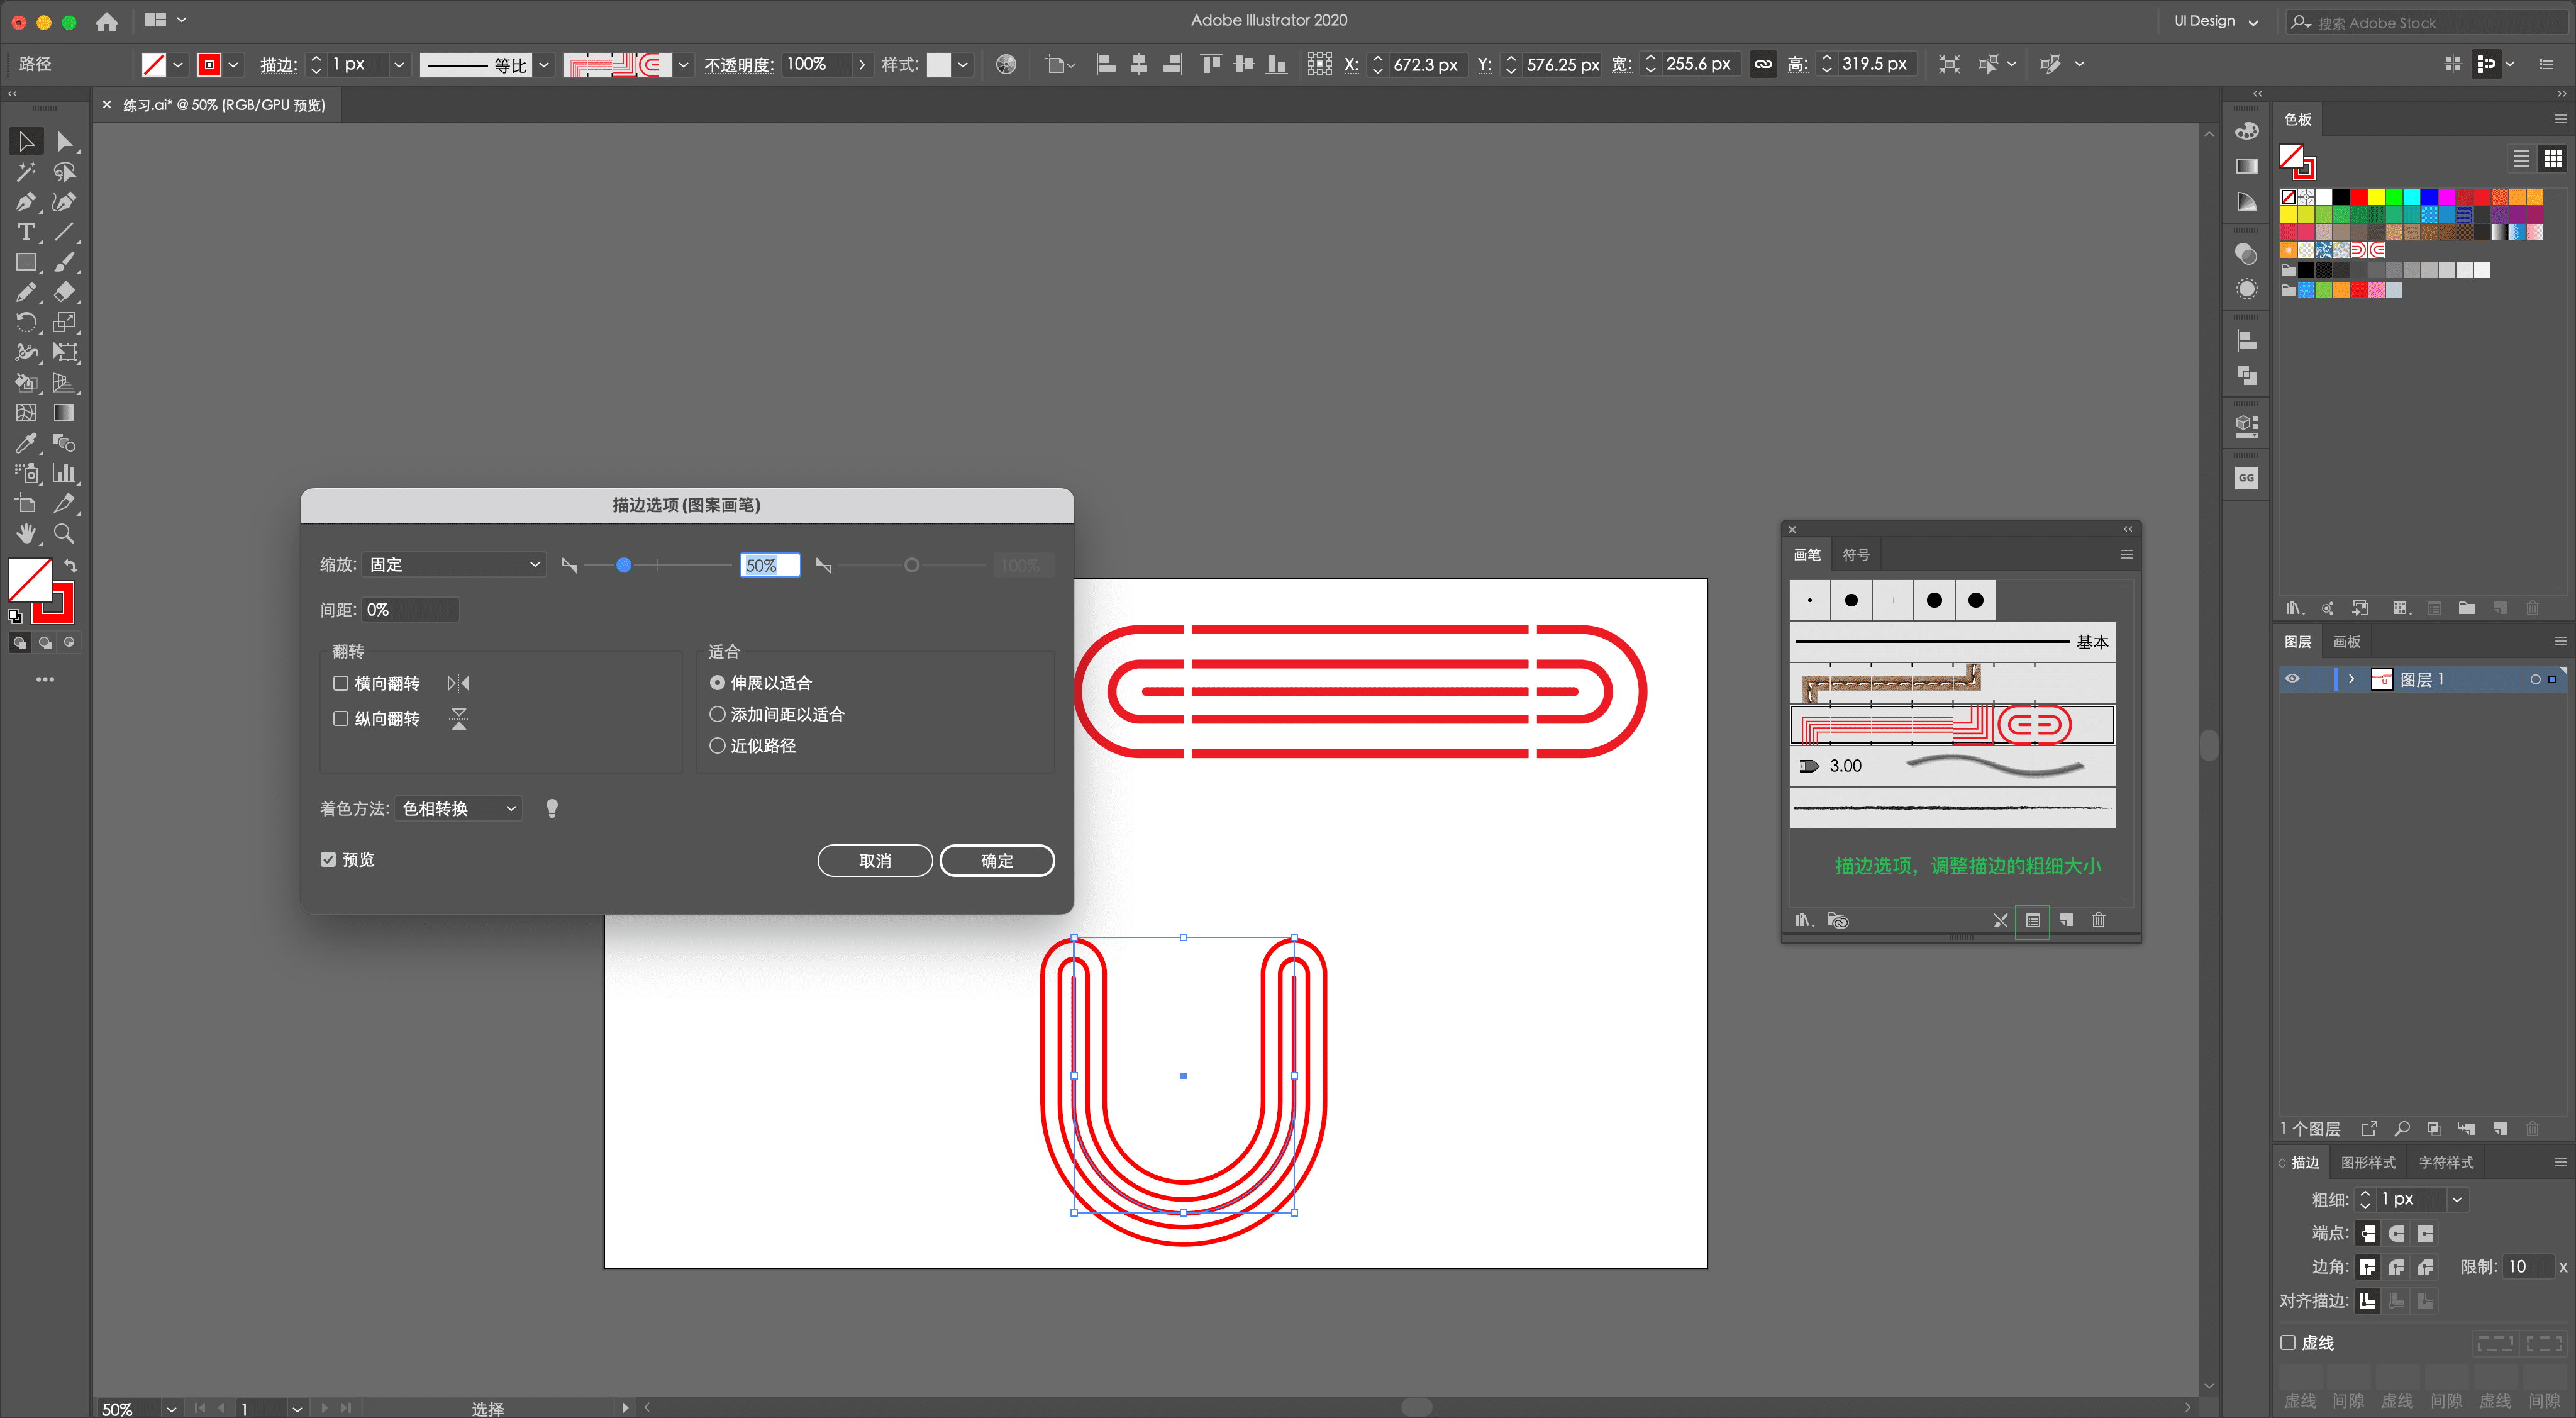 Adobe Illustrator 2020
UI Design
搜索 Adobe Stock
路径
描边: 1 px
等比
不透明度: 100%
样式:
X: 672.3 px
Y: 576.25 px
宽: 255.6 px
高: 319.5 px
练习.ai* @ 50% (RGB/GPU 预览)
色板
描边选项(图案画笔)
缩放: 固定
50%
100%
间距: 0%
翻转
横向翻转
纵向翻转
适合
伸展以适合
添加间距以适合
近似路径
着色方法: 色相转换
预览
取消
确定
画笔
符号
基本
3.00
描边选项，调整描边的粗细大小
GG
图层
画板
图层 1
1 个图层
描边
图形样式
字符样式
粗细: 1 px
端点:
边角:
限制: 10 x
对齐描边:
虚线
虚线 间隙 虚线 间隙 虚线 间隙
50%
1
选择